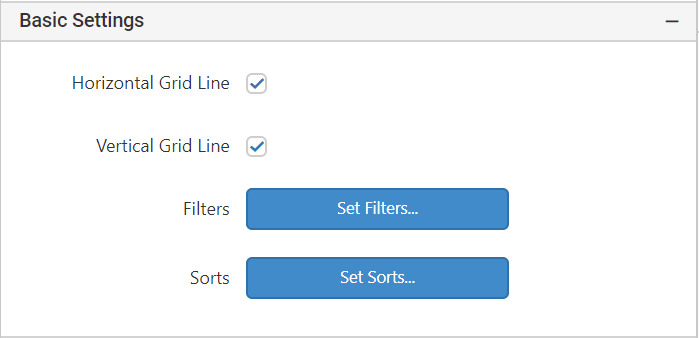 Basic Settings
Horizontal Grid Line
Vertical Grid Line
Filters Set Filters...
Sorts Set Sorts...